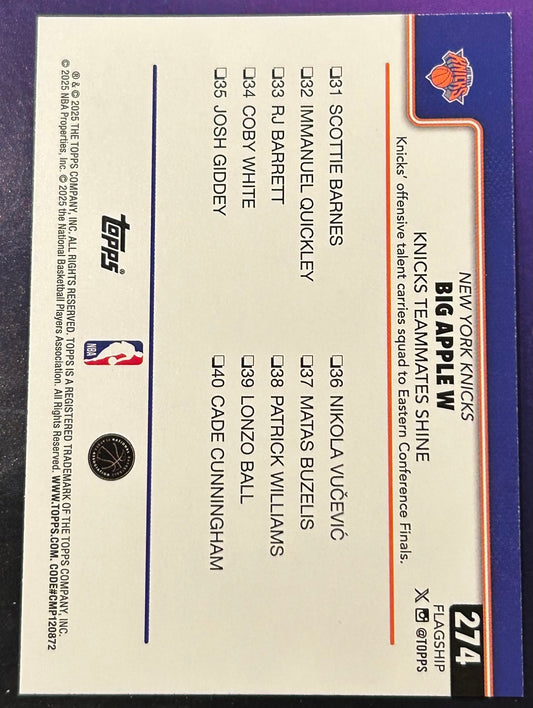 KNICKS
274
NEW YORK KNICKS
FLAGSHIP
BIG APPLE W
@TOPPS
KNICKS TEAMMATES SHINE
Knicks' offensive talent carries squad to Eastern Conference Finals.
❑31 SCOTTIE BARNES
❑32 IMMANUEL QUICKLEY
❑33 RJ BARRETT
❑34 COBY WHITE
❑35 JOSH GIDDEY
❑36 NIKOLA VUČEVIĆ
❑37 MATAS BUZELIS
❑38 PATRICK WILLIAMS
❑39 LONZO BALL
❑40 CADE CUNNINGHAM
topps®
NBA
® & © 2025 THE TOPPS COMPANY, INC. ALL RIGHTS RESERVED. TOPPS IS A REGISTERED TRADEMARK OF THE TOPPS COMPANY, INC.
© 2025 NBA Properties, Inc. © 2025 the National Basketball Players Association. All Rights Reserved. WWW.TOPPS.COM. CODE#CMP120872